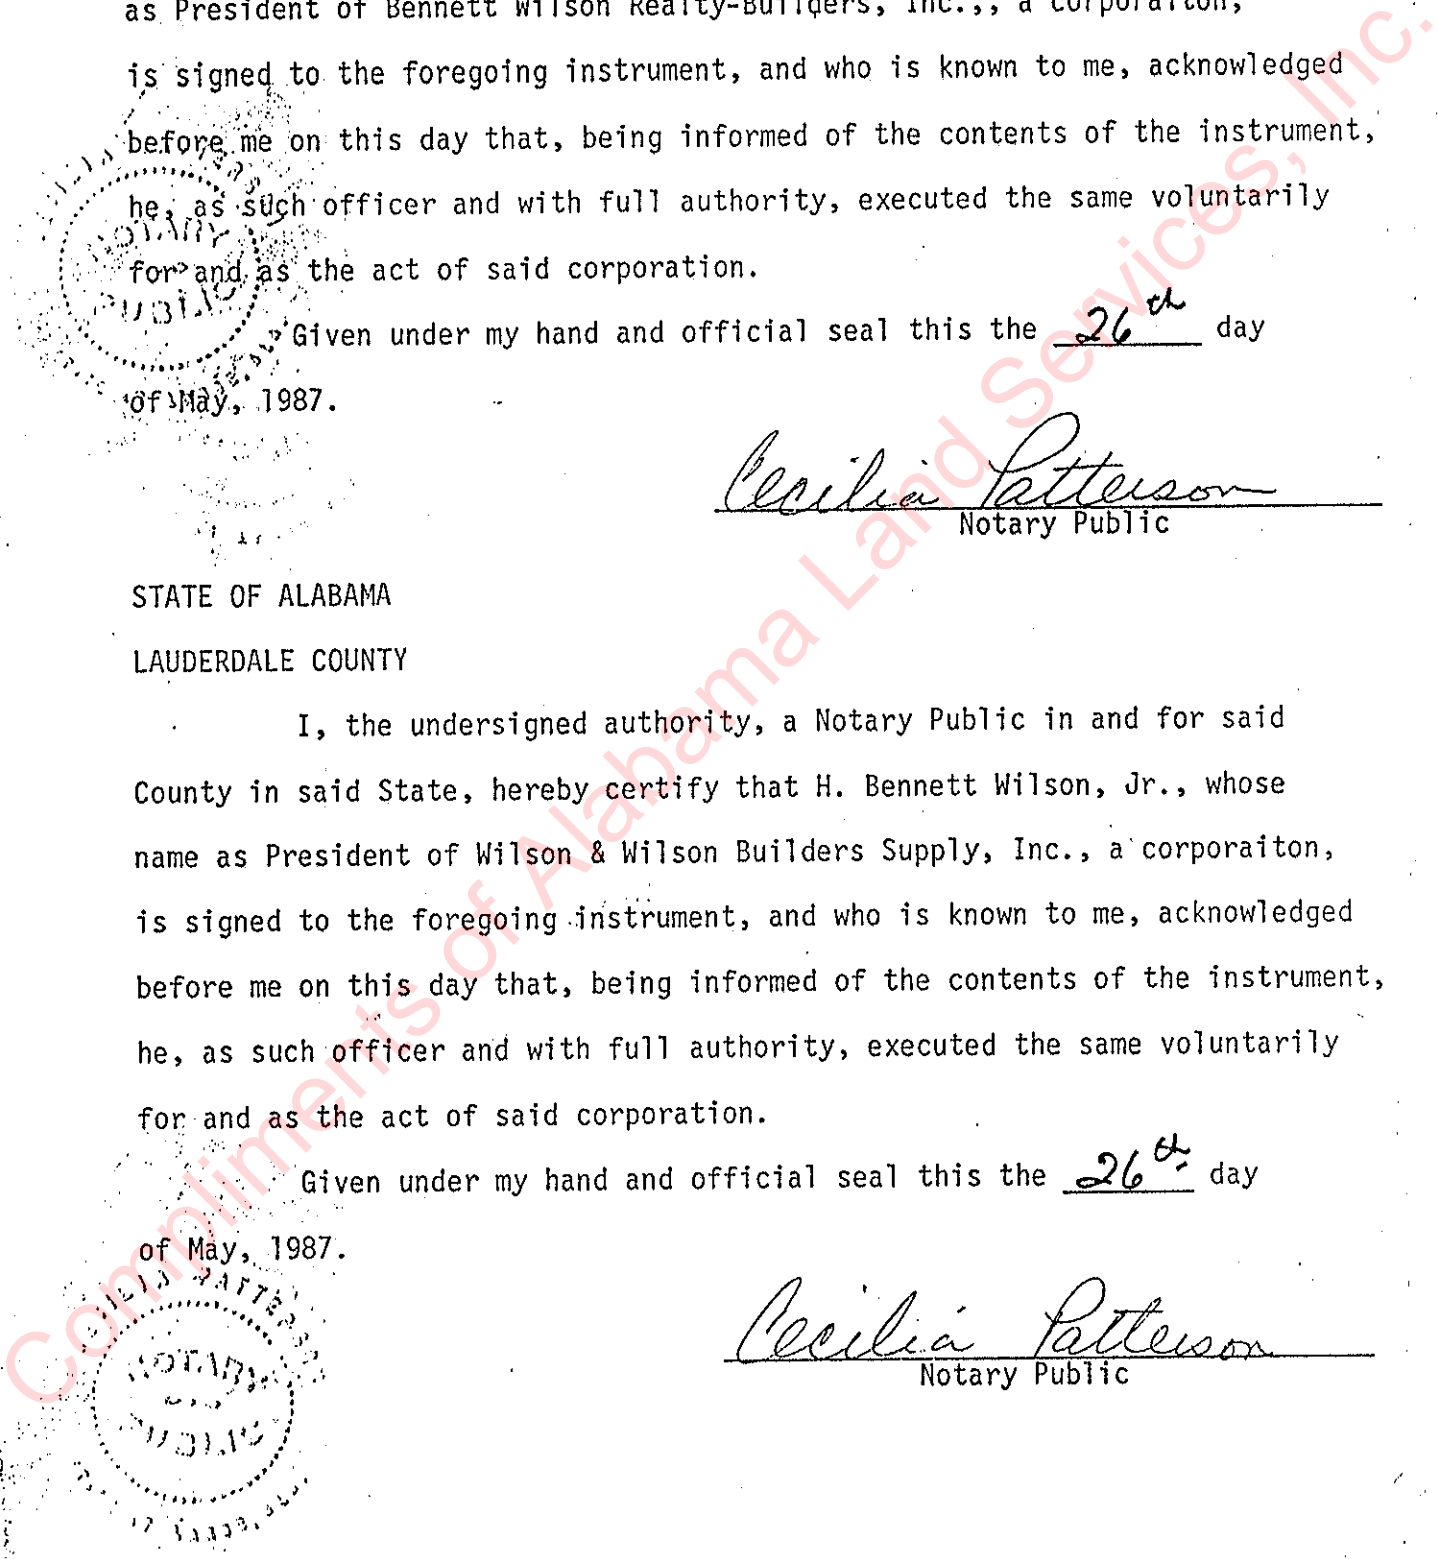 as President of Bennett Wilson Realty-Builders, Inc.,, a corporaiton,
is signed to the foregoing instrument, and who is known to me, acknowledged
before me on this day that, being informed of the contents of the instrument,
he, as such officer and with full authority, executed the same voluntarily
for and as the act of said corporation.
NOTARY
PUBLIC
Given under my hand and official seal this the 26th day
of May, 1987.
Cecilia Patterson
Notary Public
STATE OF ALABAMA
LAUDERDALE COUNTY
I, the undersigned authority, a Notary Public in and for said
County in said State, hereby certify that H. Bennett Wilson, Jr., whose
name as President of Wilson & Wilson Builders Supply, Inc., a corporaiton,
is signed to the foregoing instrument, and who is known to me, acknowledged
before me on this day that, being informed of the contents of the instrument,
he, as such officer and with full authority, executed the same voluntarily
for and as the act of said corporation.
Given under my hand and official seal this the 26th day
of May, 1987.
Cecilia Patterson
Notary Public
PATTERSON
NOTARY
PUBLIC
Compliments of Alabama Land Services, Inc.